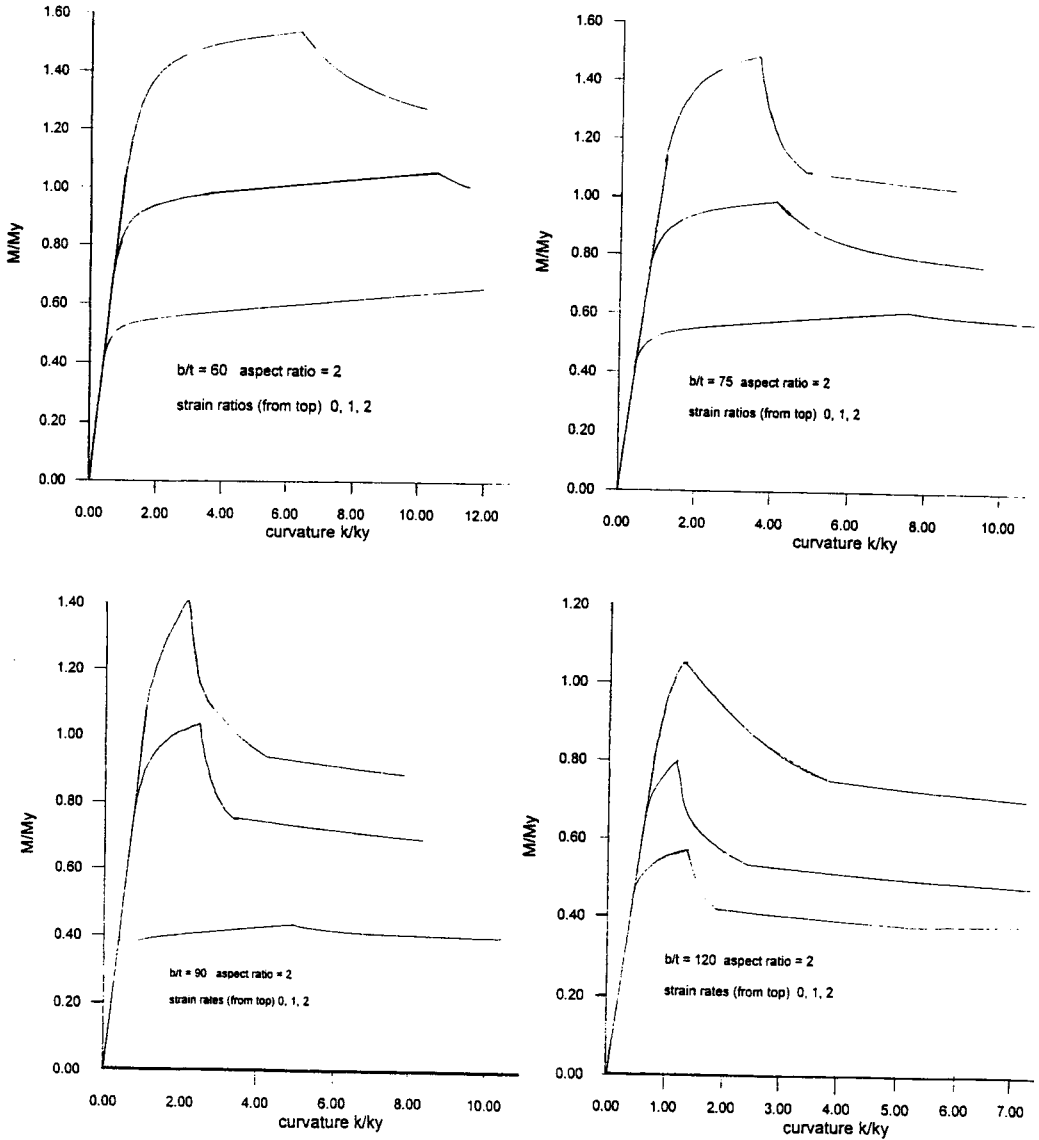 1.60
1.40
1.20
1.00
0.80
0.60
0.40
0.20
0.00
M/My
b/t = 60 aspect ratio = 2
strain ratios (from top) 0, 1, 2
0.00 2.00 4.00 6.00 8.00 10.00 12.00
curvature k/ky
1.60
1.40
1.20
1.00
0.80
0.60
0.40
0.20
0.00
M/My
b/t = 75 aspect ratio = 2
strain ratios (from top) 0, 1, 2
0.00 2.00 4.00 6.00 8.00 10.00
curvature k/ky
1.40
1.20
1.00
0.80
0.60
0.40
0.20
0.00
M/My
b/t = 90 aspect ratio = 2
strain rates (from top) 0, 1, 2
0.00 2.00 4.00 6.00 8.00 10.00
curvature k/ky
1.20
1.00
0.80
0.60
0.40
0.20
0.00
M/My
b/t = 120 aspect ratio = 2
strain rates (from top) 0, 1, 2
0.00 1.00 2.00 3.00 4.00 5.00 6.00 7.00
curvature k/ky